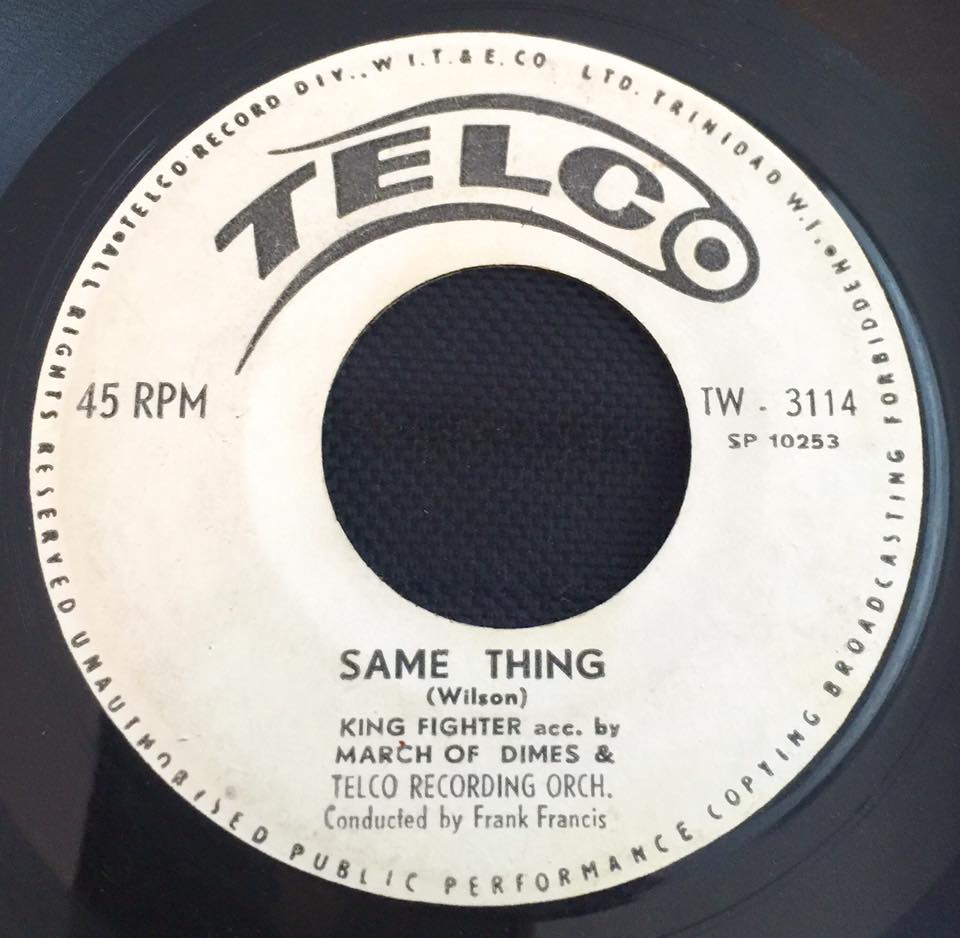 TELCO RECORD DIV., W I.T. & E. CO LTD. TRINIDAD W.I.
TELCO
45 RPM
TW - 3114
SP 10253
SAME THING
(Wilson)
KING FIGHTER acc. by
MARCH OF DIMES &
TELCO RECORDING ORCH.
Conducted by Frank Francis
ALL RIGHTS RESERVED UNAUTHORISED PUBLIC PERFORMANCE COPYING BROADCASTING FORBIDDEN